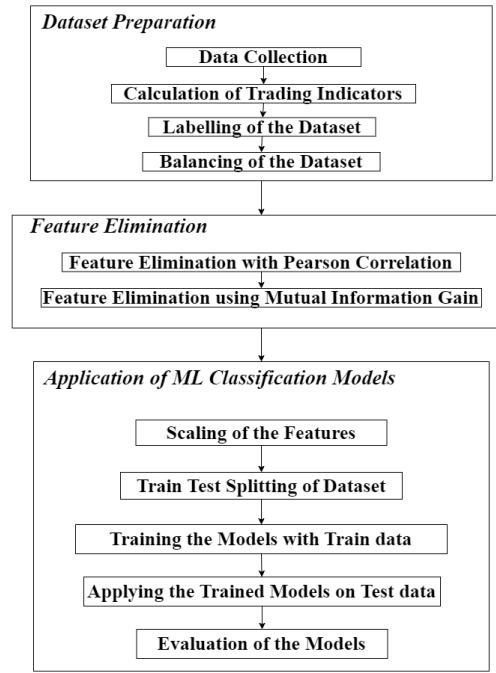 Dataset Preparation
Data Collection
Calculation of Trading Indicators
Labelling of the Dataset
Balancing of the Dataset
Feature Elimination
Feature Elimination with Pearson Correlation
Feature Elimination using Mutual Information Gain
Application of ML Classification Models
Scaling of the Features
Train Test Splitting of Dataset
Training the Models with Train data
Applying the Trained Models on Test data
Evaluation of the Models